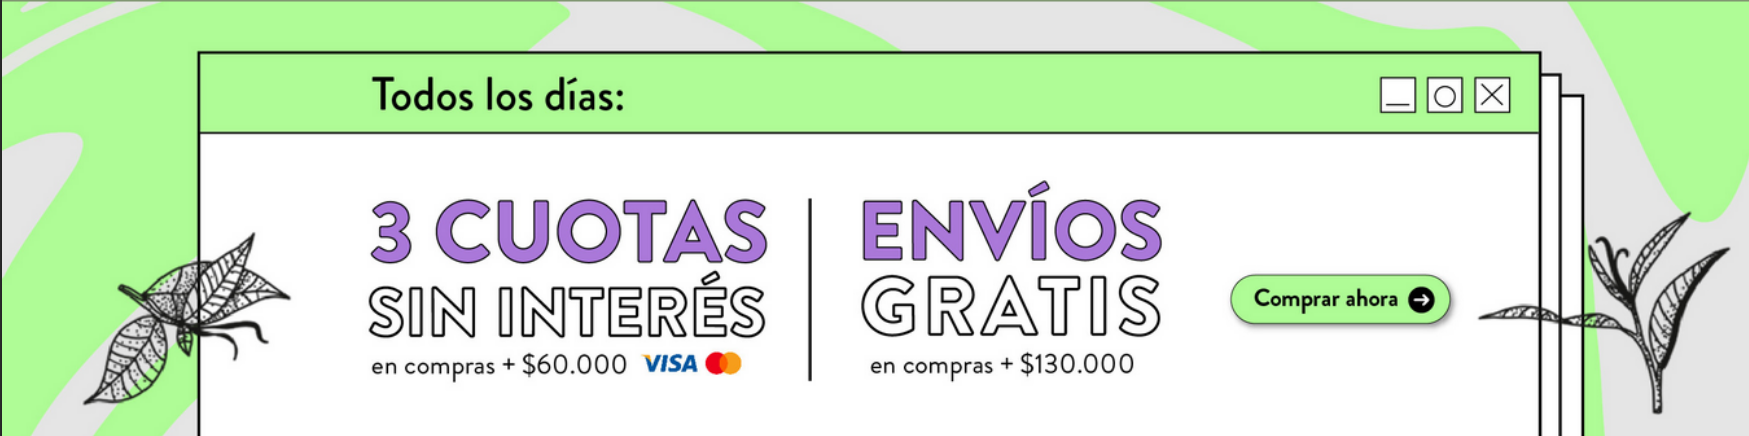 Todos los días:
3 CUOTAS
SIN INTERÉS
en compras + $60.000 VISA
ENVÍOS
GRATIS
en compras + $130.000
Comprar ahora